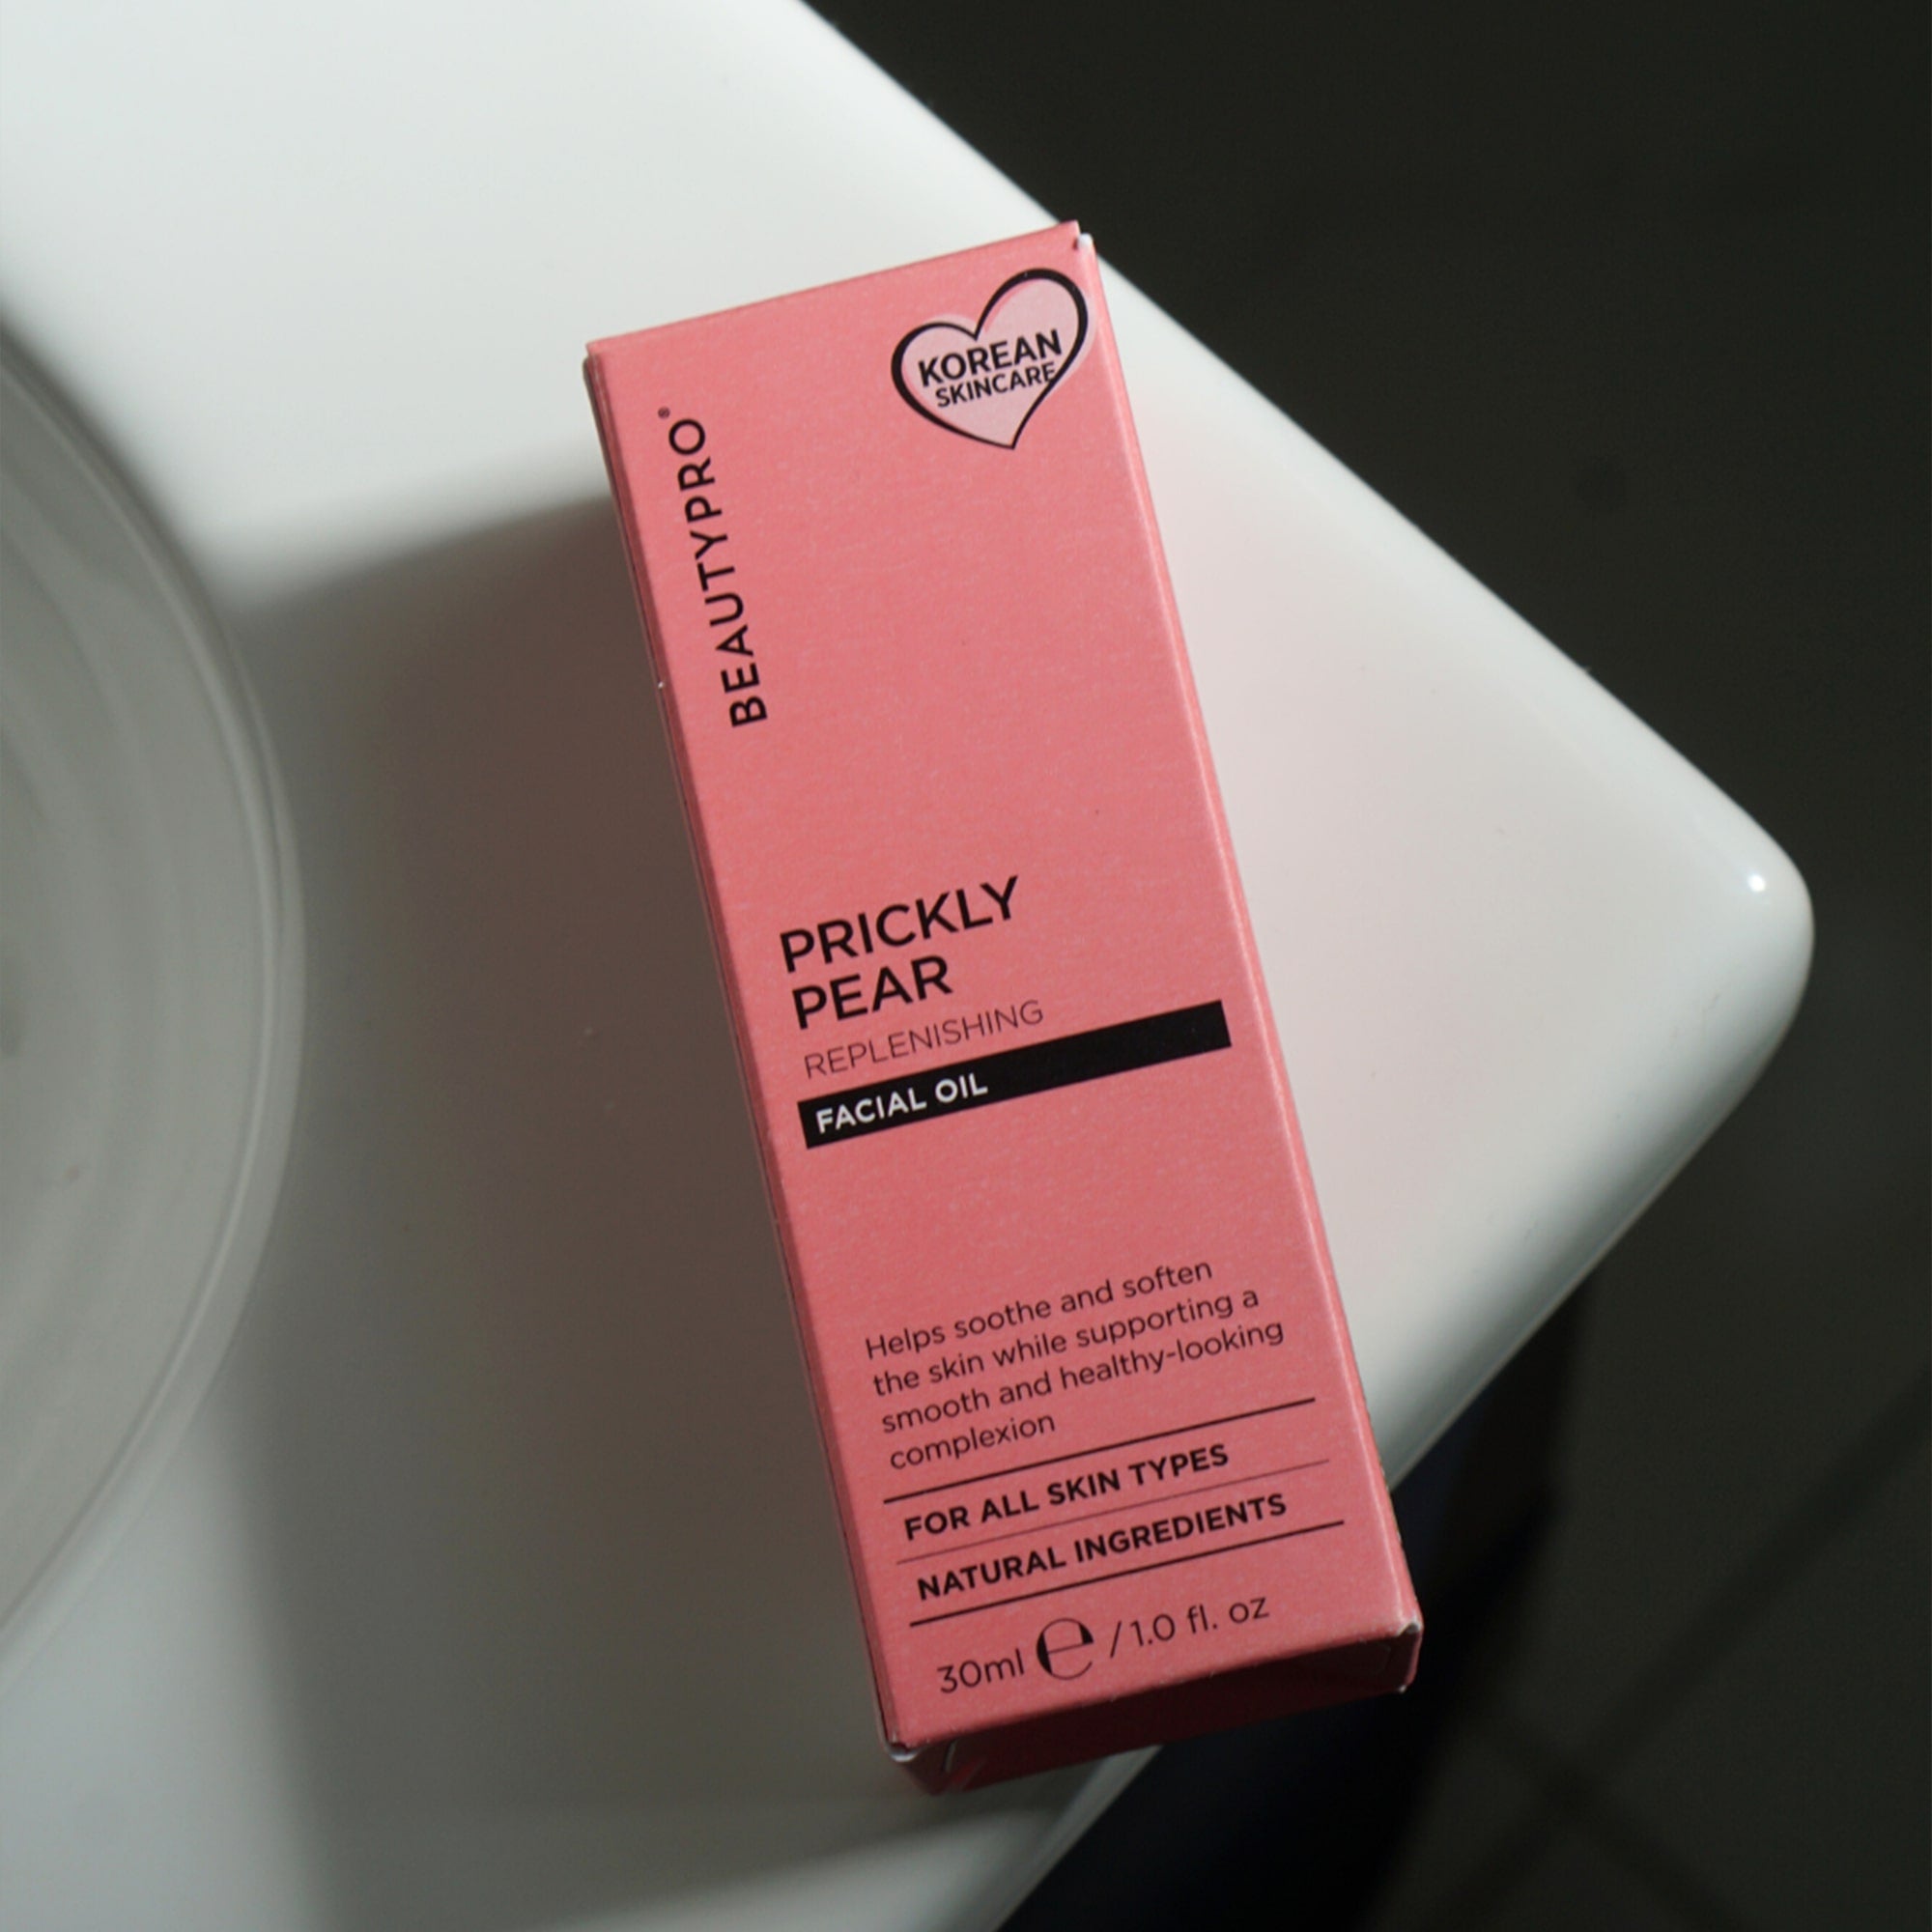 KOREAN
SKINCARE
BEAUTYPRO®
PRICKLY
PEAR
REPLENISHING
FACIAL OIL
Helps soothe and soften
the skin while supporting a
smooth and healthy-looking
complexion
FOR ALL SKIN TYPES
NATURAL INGREDIENTS
30ml ℮ / 1.0 fl. oz